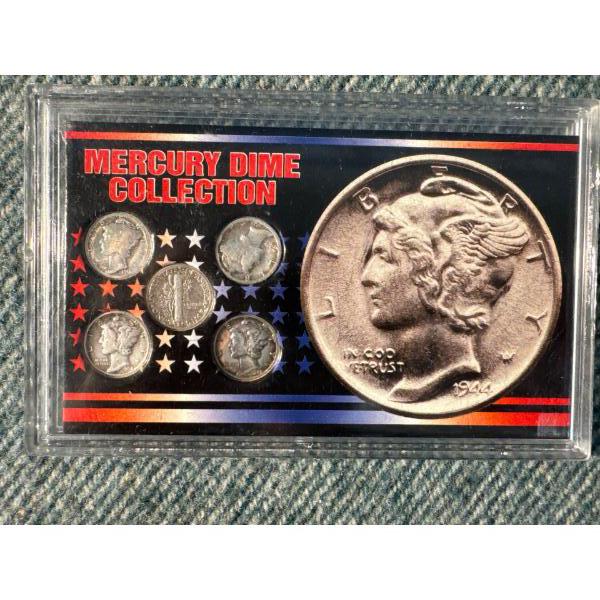 MERCURY DIME
COLLECTION
LIBERTY
IN GOD
WE TRUST
1944